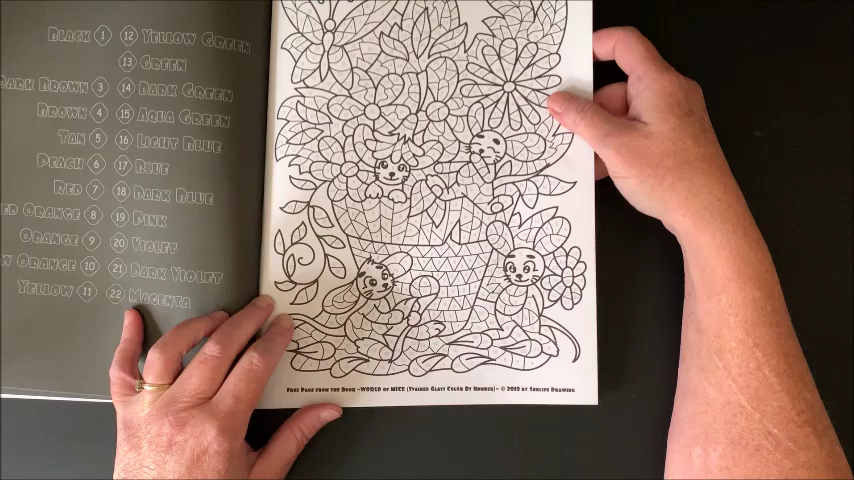 BLACK 1
DARK BROWN 3
BROWN 4
TAN 5
PEACH 6
RED 7
ED ORANGE 8
ORANGE 9
W ORANGE 10
YELLOW 11
12 YELLOW GREEN
13 GREEN
14 DARK GREEN
15 AQUA GREEN
16 LIGHT BLUE
17 BLUE
18 DARK BLUE
19 PINK
20 VIOLET
21 DARK VIOLET
22 MAGENTA
FREE PAGE FROM THE BOOK ~WORLD OF MICE (STAINED GLASS COLOR BY NUMBER)~ © 2019 BY SUNLIFE DRAWING